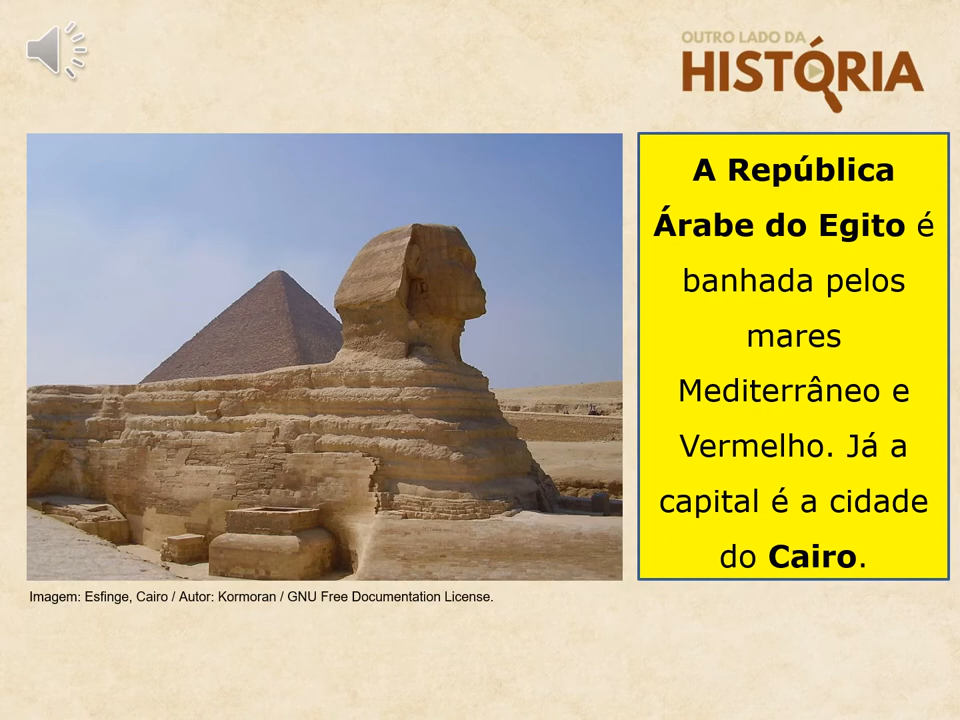 OUTRO LADO DA
HISTÓRIA
A República
Árabe do Egito é
banhada pelos
mares
Mediterrâneo e
Vermelho. Já a
capital é a cidade
do Cairo.
Imagem: Esfinge, Cairo / Autor: Kormoran / GNU Free Documentation License.